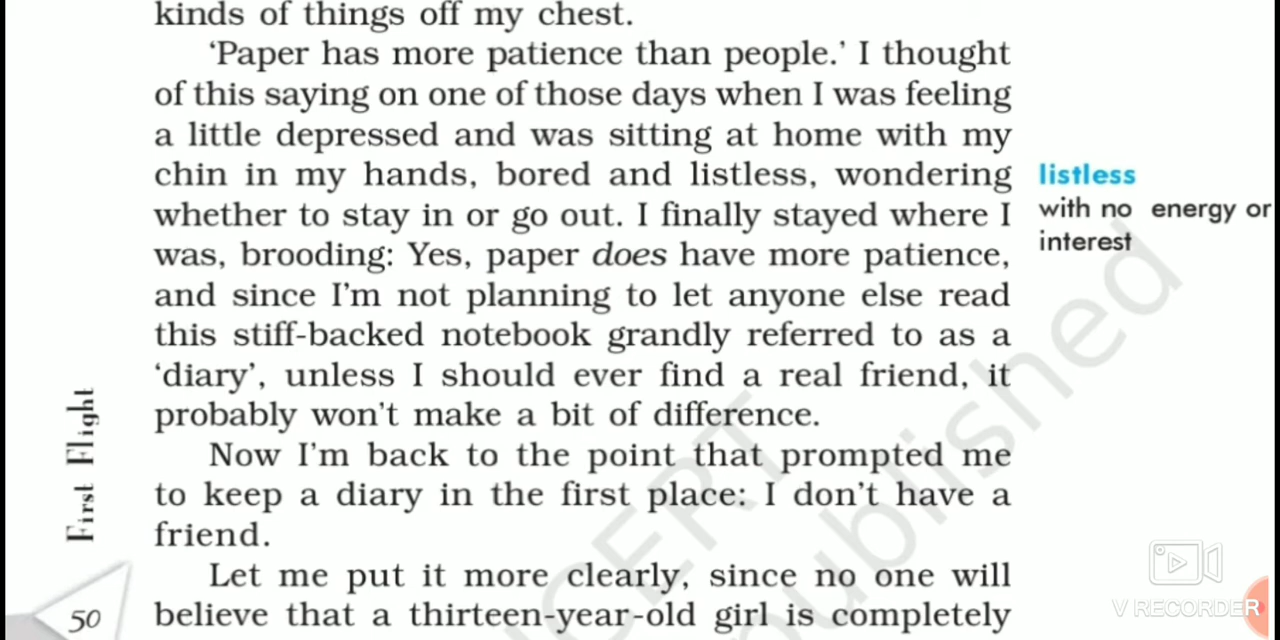 kinds of things off my chest.
‘Paper has more patience than people.’ I thought
of this saying on one of those days when I was feeling
a little depressed and was sitting at home with my
chin in my hands, bored and listless, wondering
whether to stay in or go out. I finally stayed where I
was, brooding: Yes, paper does have more patience,
and since I’m not planning to let anyone else read
this stiff-backed notebook grandly referred to as a
‘diary’, unless I should ever find a real friend, it
probably won’t make a bit of difference.
Now I’m back to the point that prompted me
to keep a diary in the first place: I don’t have a
friend.
Let me put it more clearly, since no one will
believe that a thirteen-year-old girl is completely
listless
with no energy or
interest
First Flight
50
NCERT
published
V RECORDER